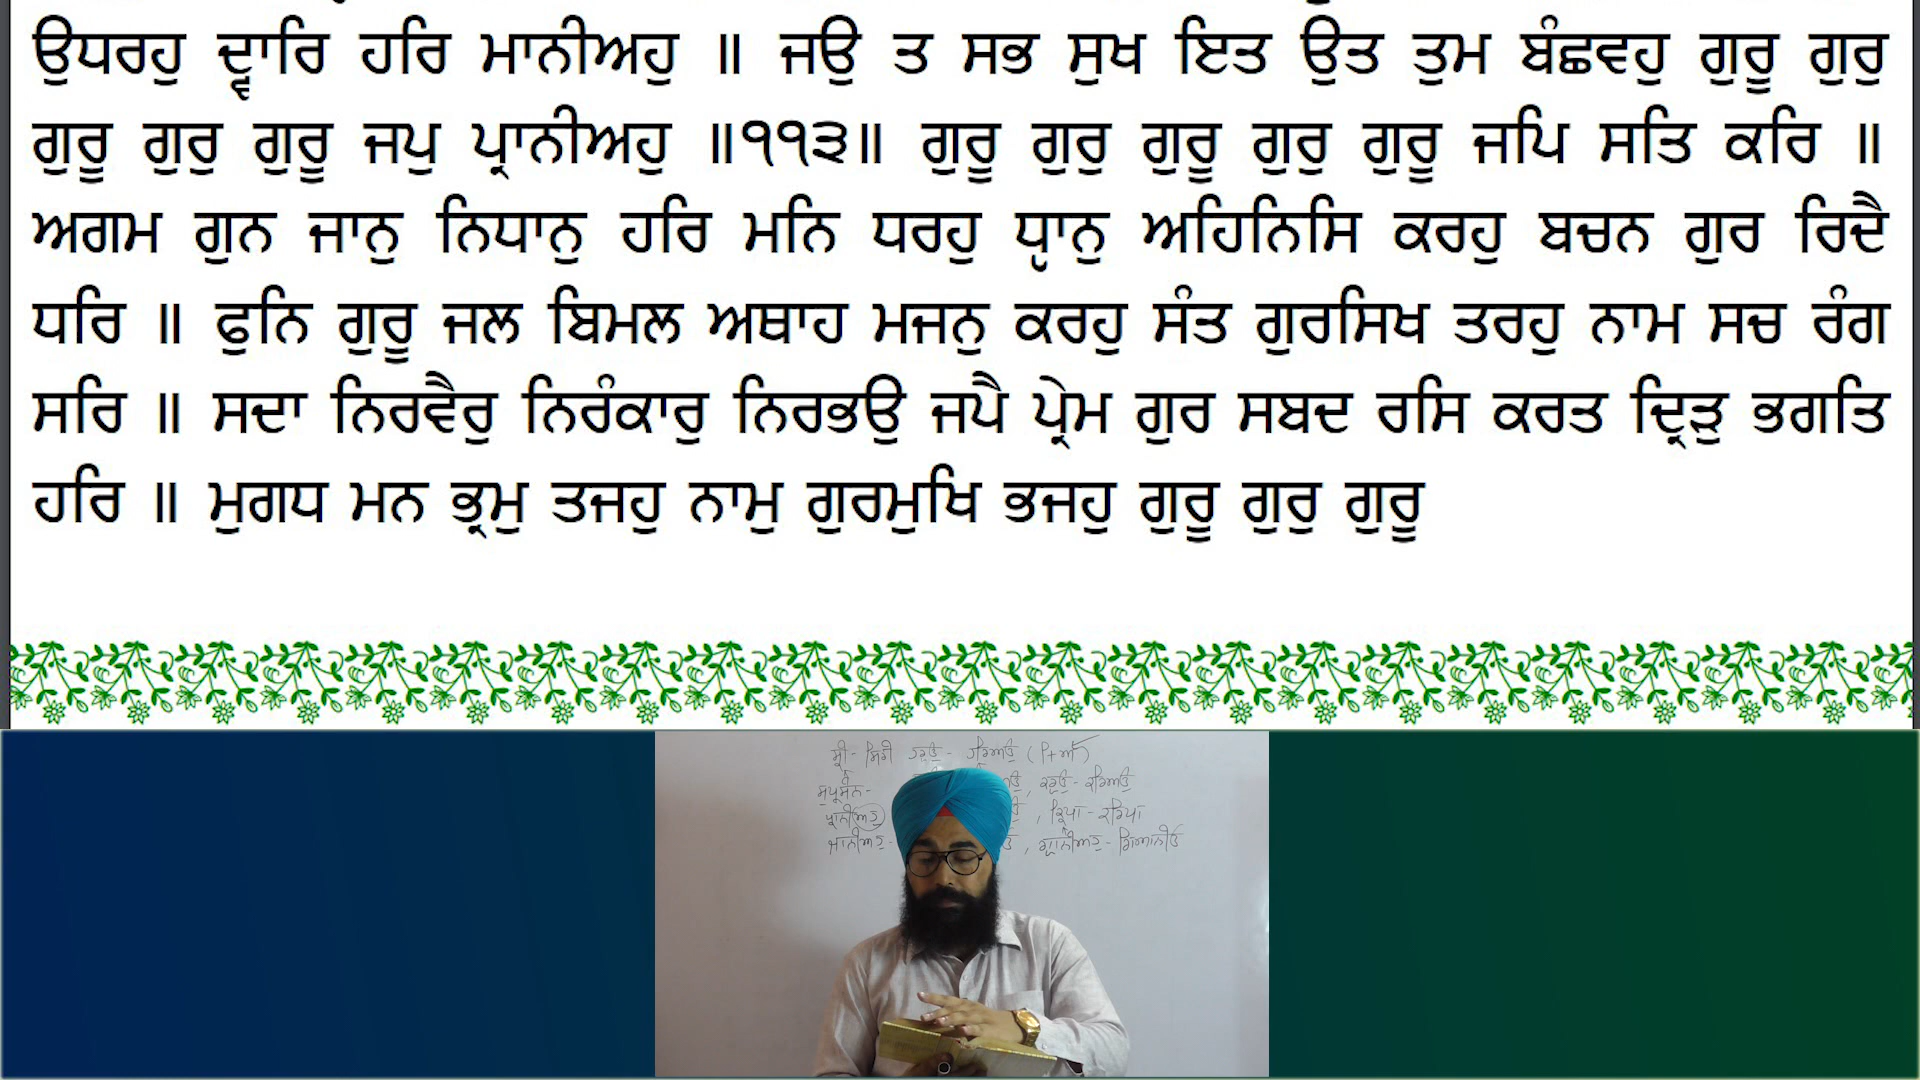 ਉਧਰਹੁ ਦ੍ਵਾਰਿ ਹਰਿ ਮਾਨੀਅਹੁ ॥ ਜਉ ਤ ਸਭ ਸੁਖ ਇਤ ਉਤ ਤੁਮ ਬੰਛਵਹੁ ਗੁਰੂ ਗੁਰੁ
ਗੁਰੂ ਗੁਰੁ ਗੁਰੂ ਜਪੁ ਪ੍ਰਾਨੀਅਹੁ ॥੧੧੩॥ ਗੁਰੂ ਗੁਰੁ ਗੁਰੂ ਗੁਰੁ ਗੁਰੂ ਜਪਿ ਸਤਿ ਕਰਿ ॥
ਅਗਮ ਗੁਨ ਜਾਨੁ ਨਿਧਾਨੁ ਹਰਿ ਮਨਿ ਧਰਹੁ ਧੵਾਨੁ ਅਹਿਨਿਸਿ ਕਰਹੁ ਬਚਨ ਗੁਰ ਰਿਦੈ
ਧਰਿ ॥ ਫੁਨਿ ਗੁਰੂ ਜਲ ਬਿਮਲ ਅਥਾਹ ਮਜਨੁ ਕਰਹੁ ਸੰਤ ਗੁਰਸਿਖ ਤਰਹੁ ਨਾਮ ਸਚ ਰੰਗ
ਸਰਿ ॥ ਸਦਾ ਨਿਰਵੈਰੁ ਨਿਰੰਕਾਰੁ ਨਿਰਭਉ ਜਪੈ ਪ੍ਰੇਮ ਗੁਰ ਸਬਦ ਰਸਿ ਕਰਤ ਦ੍ਰਿੜੁ ਭਗਤਿ
ਹਰਿ ॥ ਮੁਗਧ ਮਨ ਭ੍ਰਮੁ ਤਜਹੁ ਨਾਮੁ ਗੁਰਮੁਖਿ ਭਜਹੁ ਗੁਰੂ ਗੁਰੁ ਗੁਰੂ